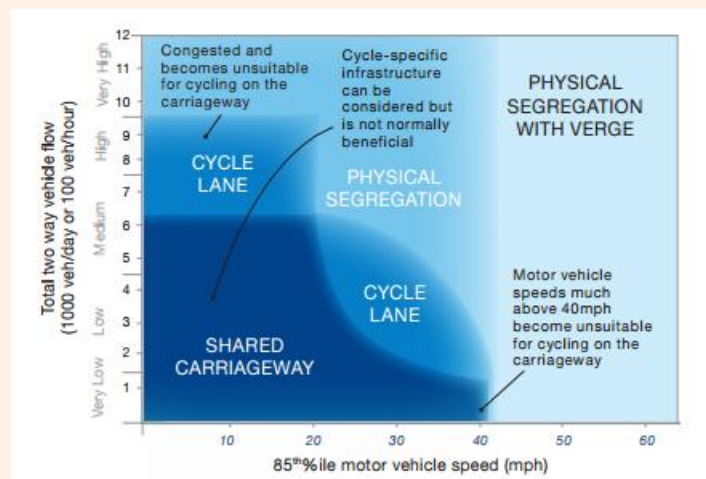 Total two way vehicle flow
(1000 veh/day or 100 veh/hour)
Very High
High
Medium
Low
Very Low
12
11
10
9
8
7
6
5
4
3
2
1
Congested and
becomes unsuitable
for cycling on the
carriageway
Cycle-specific
infrastructure
can be
considered but
is not normally
beneficial
PHYSICAL
SEGREGATION
WITH VERGE
CYCLE
LANE
PHYSICAL
SEGREGATION
CYCLE
LANE
Motor vehicle
speeds much
above 40mph
become unsuitable
for cycling on the
carriageway
SHARED
CARRIAGEWAY
10
20
30
40
50
60
85th%ile motor vehicle speed (mph)